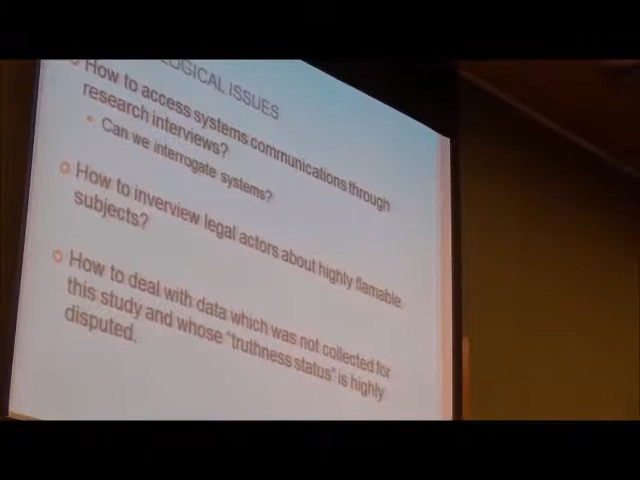 OLOGICAL ISSUES
How to access systems communications through
research interviews?
Can we interrogate systems?
How to inverview legal actors about highly flamable
subjects?
How to deal with data which was not collected for
this study and whose "truthness status" is highly
disputed.